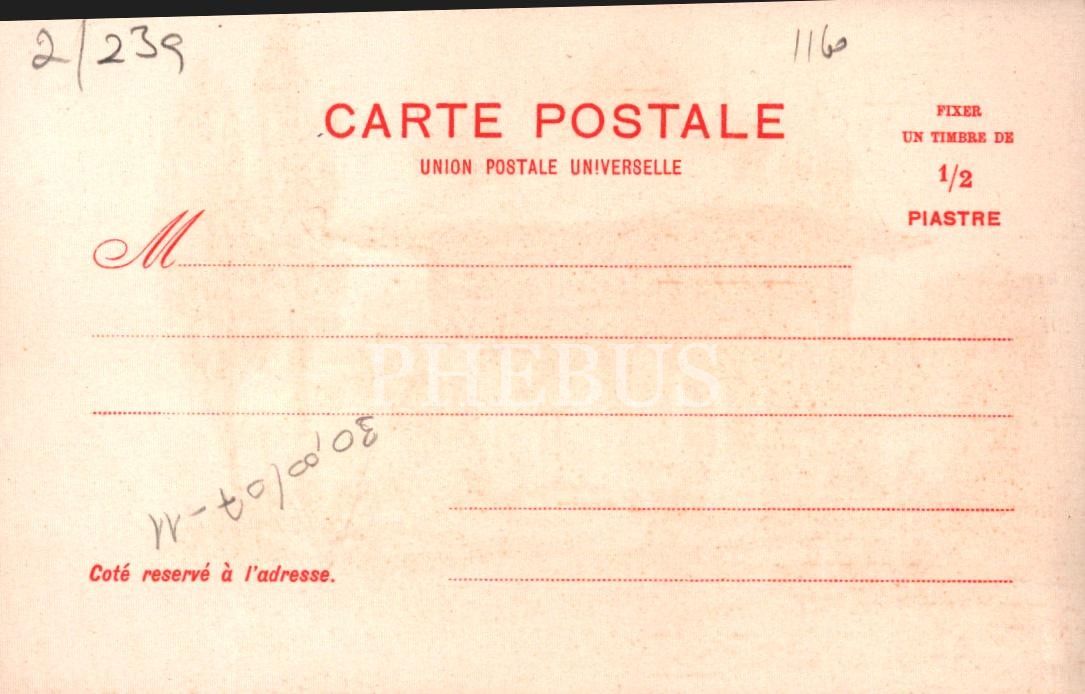 2/239
116
CARTE POSTALE
UNION POSTALE UNIVERSELLE
FIXER
UN TIMBRE DE
1/2
PIASTRE
M
PHEBUS
Coté reservé à l'adresse.